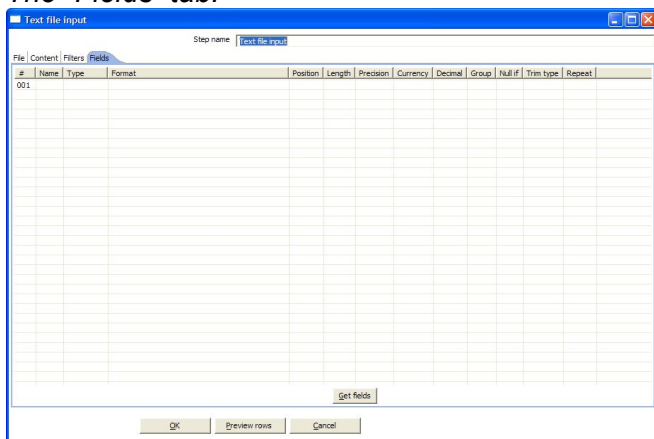 The "Fields" tab:
Text file input
Step name Text file input
File Content Filters Fields
# Name Type Format Position Length Precision Currency Decimal Group Null if Trim type Repeat
001
Get fields
OK Preview rows Cancel